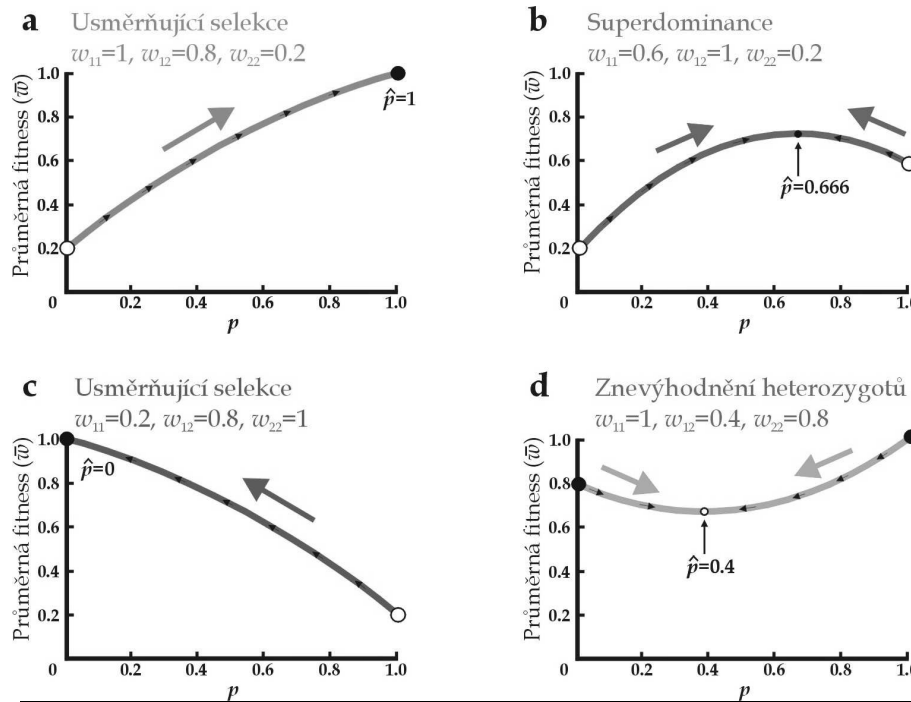 a Usměrňující selekce
w₁₁=1, w₁₂=0.8, w₂₂=0.2
1.0
0.8
0.6
0.4
0.2
0
0.2 0.4 0.6 0.8 1.0
p
Průměrná fitness (w̄)
p̂=1
b Superdominance
w₁₁=0.6, w₁₂=1, w₂₂=0.2
1.0
0.8
0.6
0.4
0.2
0
0.2 0.4 0.6 0.8 1.0
p
Průměrná fitness (w̄)
p̂=0.666
c Usměrňující selekce
w₁₁=0.2, w₁₂=0.8, w₂₂=1
1.0
0.8
0.6
0.4
0.2
0
0.2 0.4 0.6 0.8 1.0
p
Průměrná fitness (w̄)
p̂=0
d Znevýhodnění heterozygotů
w₁₁=1, w₁₂=0.4, w₂₂=0.8
1.0
0.8
0.6
0.4
0.2
0
0.2 0.4 0.6 0.8 1.0
p
Průměrná fitness (w̄)
p̂=0.4